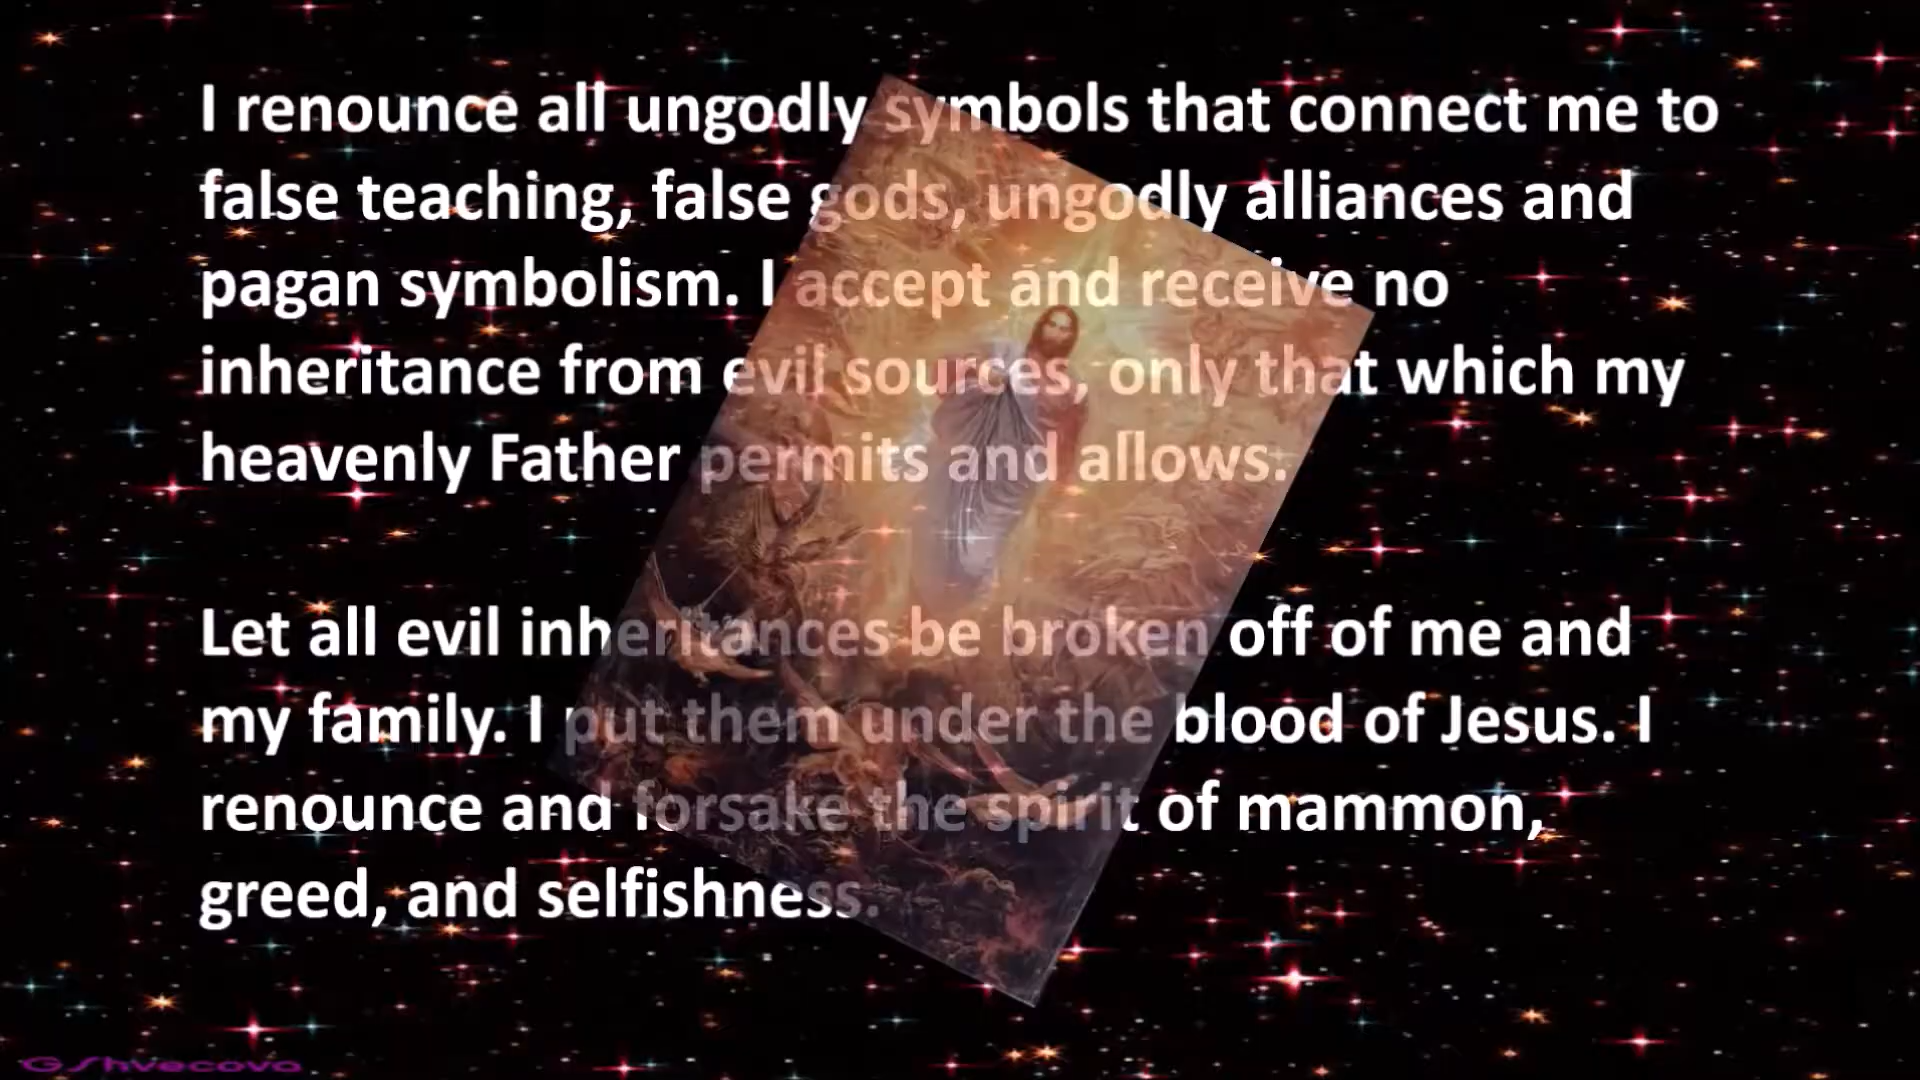 I renounce all ungodly symbols that connect me to
false teaching, false gods, ungodly alliances and
pagan symbolism. I accept and receive no
inheritance from evil sources, only that which my
heavenly Father permits and allows.
Let all evil inheritances be broken off of me and
my family. I put them under the blood of Jesus. I
renounce and forsake the spirit of mammon,
greed, and selfishness.
GShvecova